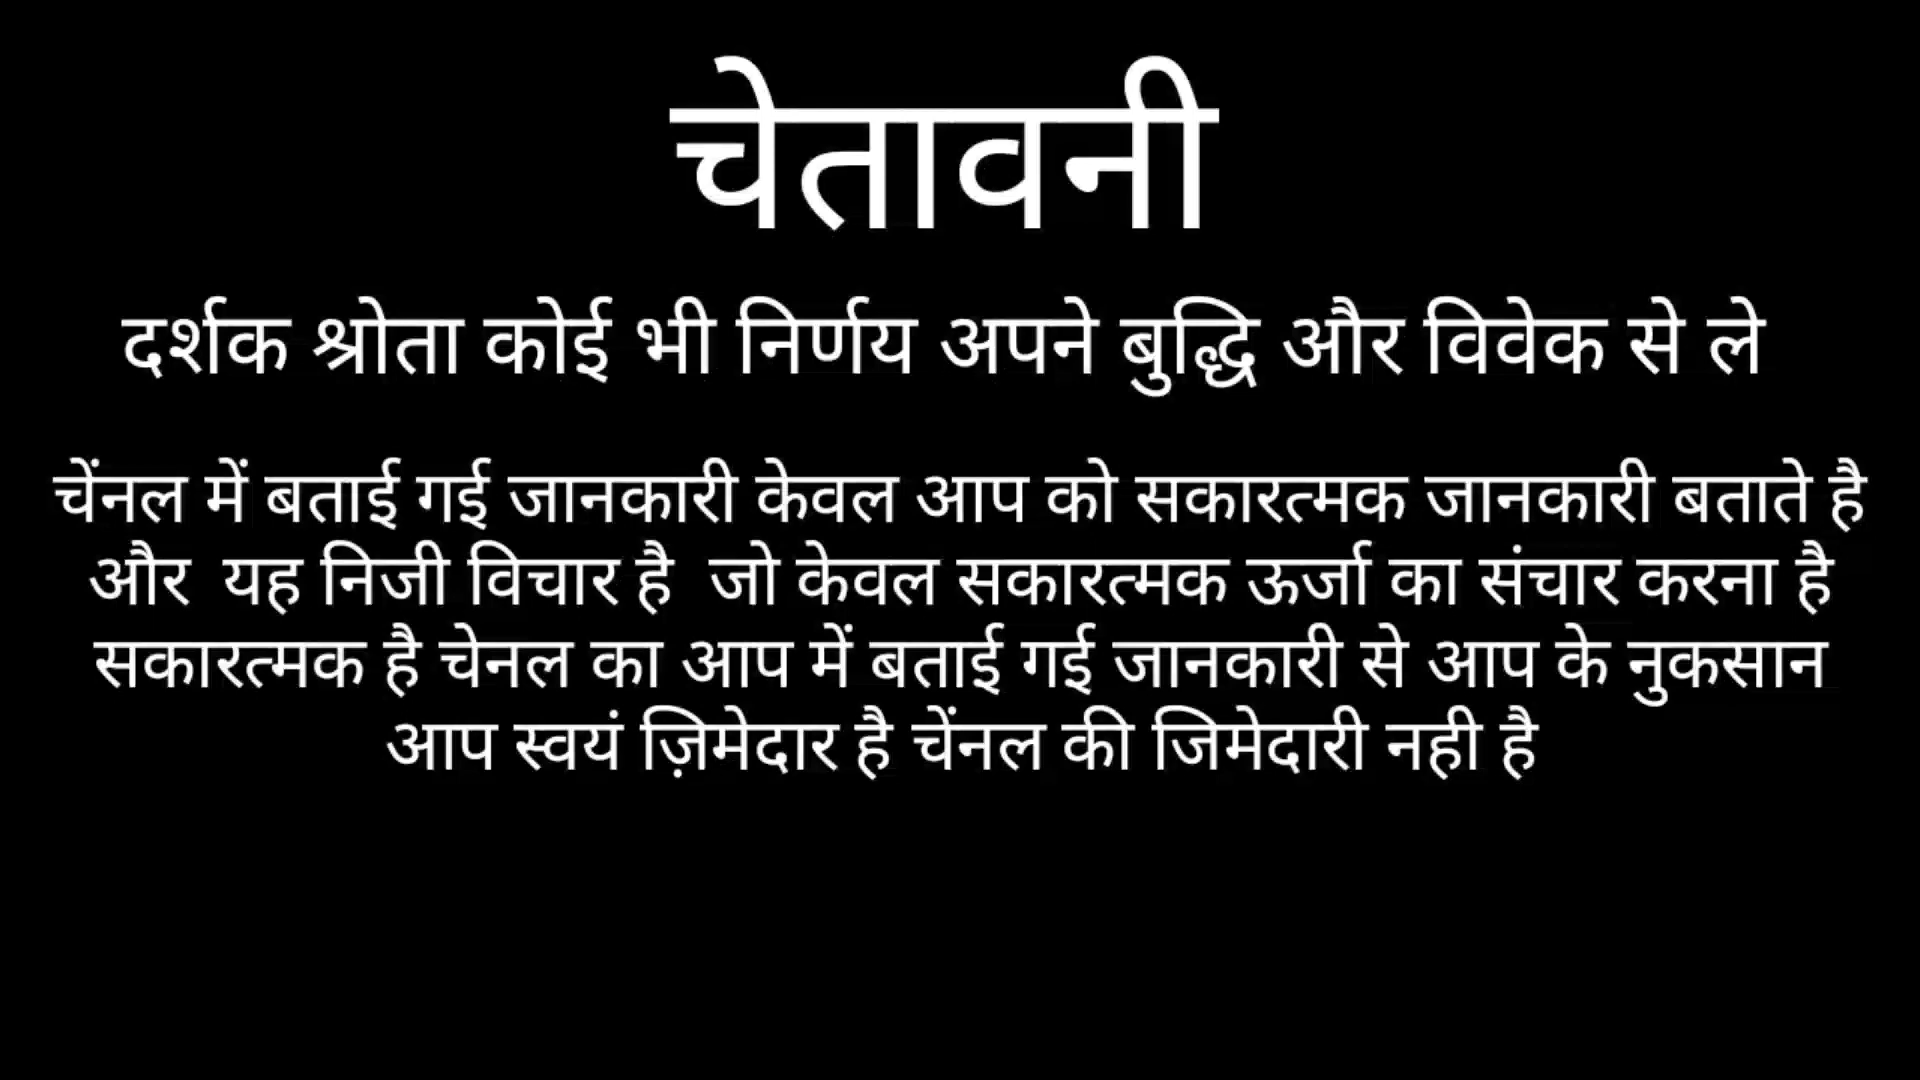 चेतावनी
दर्शक श्रोता कोई भी निर्णय अपने बुद्धि और विवेक से ले
चेंनल में बताई गई जानकारी केवल आप को सकारत्मक जानकारी बताते है
और यह निजी विचार है जो केवल सकारत्मक ऊर्जा का संचार करना है
सकारत्मक है चेनल का आप में बताई गई जानकारी से आप के नुकसान
आप स्वयं ज़िमेदार है चेंनल की जिमेदारी नही है